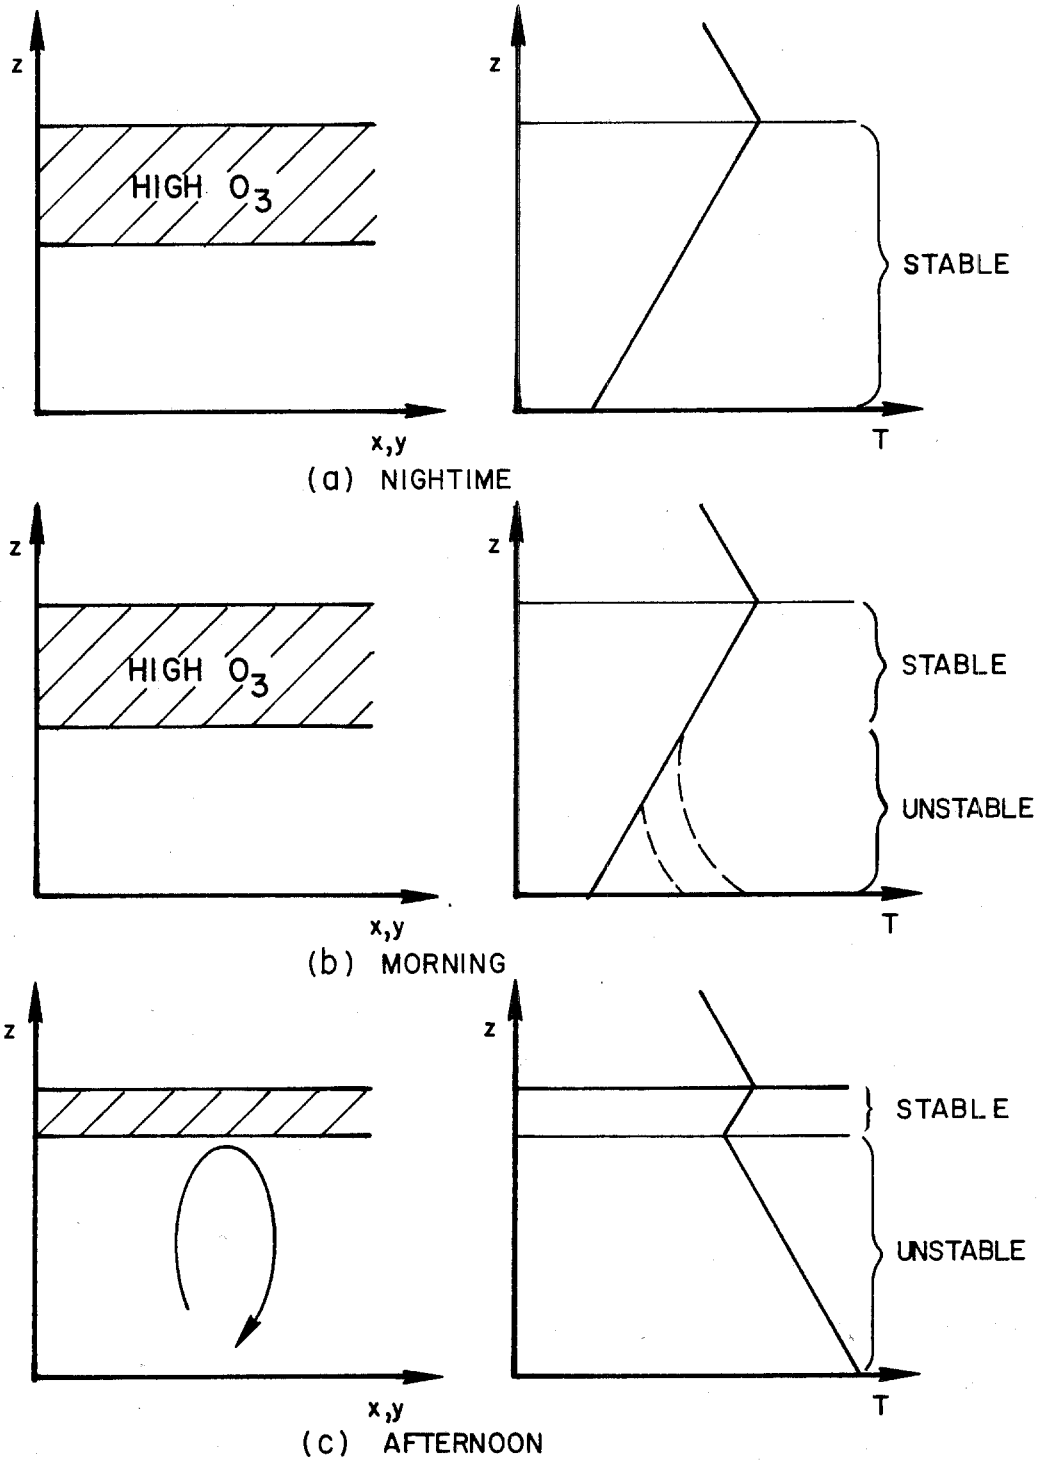 z
HIGH O3
x,y
z
STABLE
T
(a) NIGHTIME
z
HIGH O3
x,y
z
STABLE
UNSTABLE
T
(b) MORNING
z
x,y
z
STABLE
UNSTABLE
T
(c) AFTERNOON